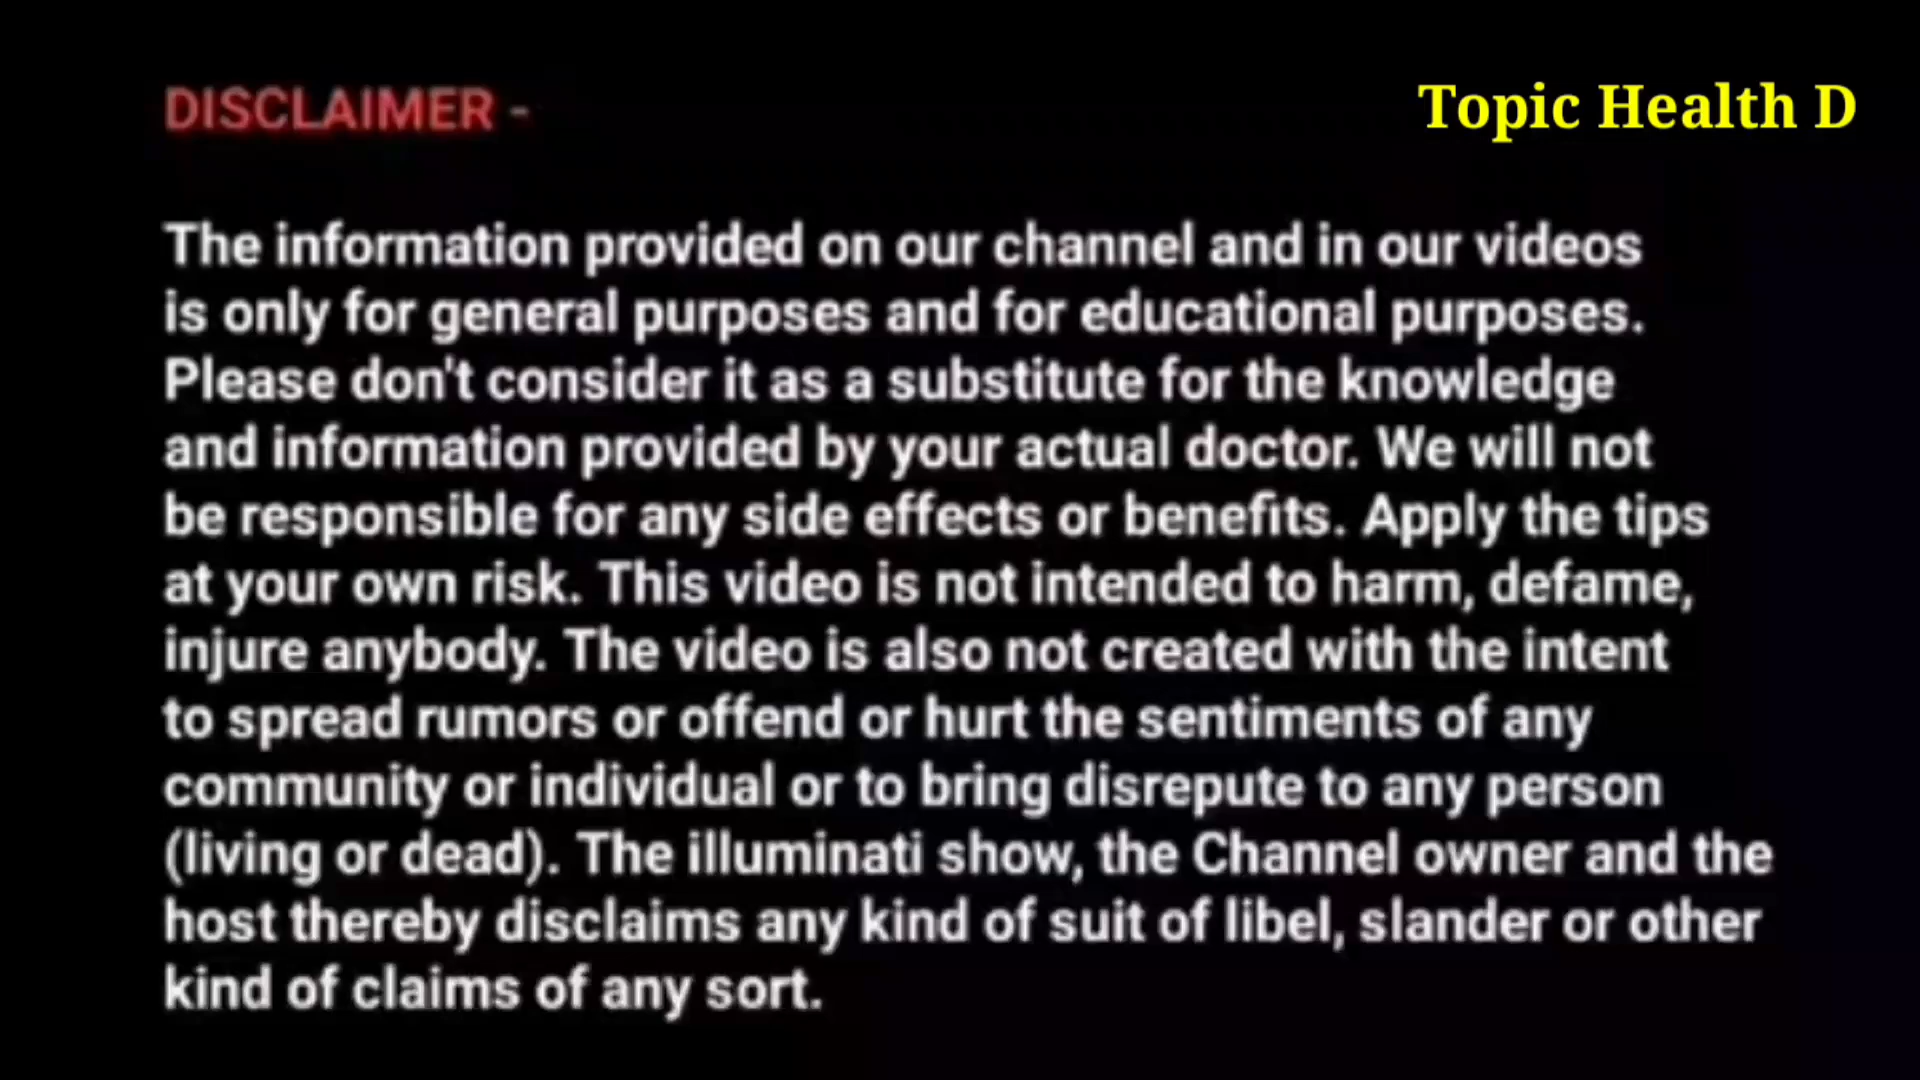 DISCLAIMER -
Topic Health D
The information provided on our channel and in our videos
is only for general purposes and for educational purposes.
Please don't consider it as a substitute for the knowledge
and information provided by your actual doctor. We will not
be responsible for any side effects or benefits. Apply the tips
at your own risk. This video is not intended to harm, defame,
injure anybody. The video is also not created with the intent
to spread rumors or offend or hurt the sentiments of any
community or individual or to bring disrepute to any person
(living or dead). The illuminati show, the Channel owner and the
host thereby disclaims any kind of suit of libel, slander or other
kind of claims of any sort.